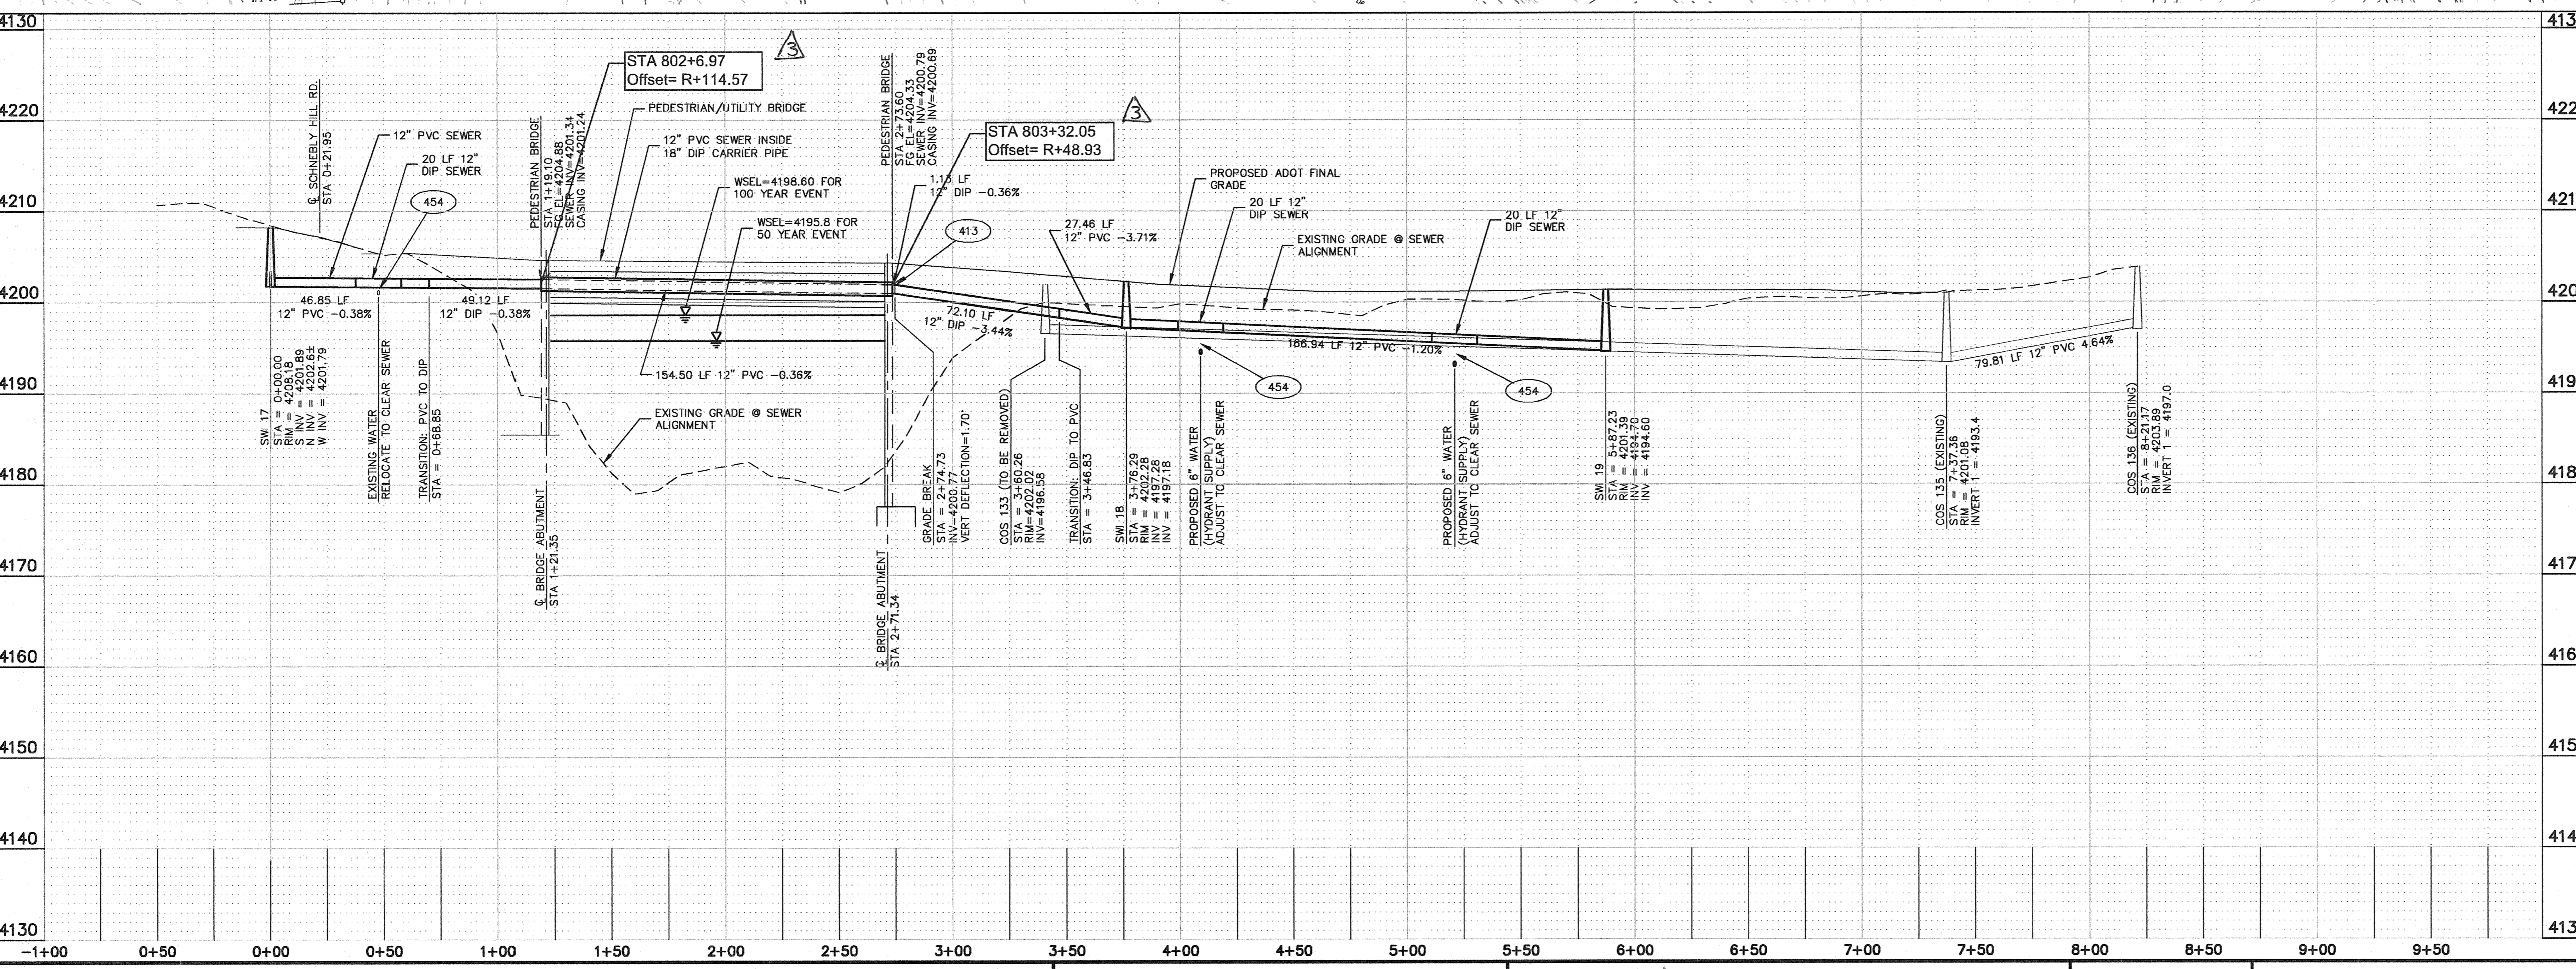 4130
4220
4210
4200
4190
4180
4170
4160
4150
4140
4130
℄ SCHNEBLY HILL RD.
STA 0+21.95
12" PVC SEWER
20 LF 12"
DIP SEWER
454
STA 802+6.97
Offset= R+114.57
3
PEDESTRIAN/UTILITY BRIDGE
12" PVC SEWER INSIDE
18" DIP CARRIER PIPE
PEDESTRIAN BRIDGE
STA 1+19.10
FG EL=4204.88
SEWER INV=4201.34
CASING INV=4201.24
WSEL=4198.60 FOR
100 YEAR EVENT
WSEL=4195.8 FOR
50 YEAR EVENT
PEDESTRIAN BRIDGE
STA 2+73.60
FG EL=4204.33
SEWER INV=4200.79
CASING INV=4200.69
STA 803+32.05
Offset= R+48.93
3
1.13 LF
12" DIP -0.36%
413
27.46 LF
12" PVC -3.71%
PROPOSED ADOT FINAL
GRADE
20 LF 12"
DIP SEWER
EXISTING GRADE @ SEWER
ALIGNMENT
20 LF 12"
DIP SEWER
46.85 LF
12" PVC -0.38%
49.12 LF
12" DIP -0.38%
72.10 LF
12" DIP -3.44%
166.94 LF 12" PVC -1.20%
79.81 LF 12" PVC 4.64%
154.50 LF 12" PVC -0.36%
EXISTING GRADE @ SEWER
ALIGNMENT
454
454
SWI 17
STA = 0+00.00
RIM = 4208.18
S INV = 4201.89
N INV = 4202.6±
W INV = 4201.79
EXISTING WATER
RELOCATE TO CLEAR SEWER
TRANSITION: PVC TO DIP
STA = 0+68.85
℄ BRIDGE ABUTMENT
STA 1+21.35
℄ BRIDGE ABUTMENT
STA 2+71.34
GRADE BREAK
STA = 2+74.73
INV=4200.77
VERT DEFLECTION=1.70°
COS 133 (TO BE REMOVED)
STA = 3+60.26
RIM=4202.02
INV=4196.58
TRANSITION: DIP TO PVC
STA = 3+46.83
SWI 18
STA = 3+76.29
RIM = 4202.28
INV = 4197.28
INV = 4197.18
PROPOSED 6" WATER
(HYDRANT SUPPLY)
ADJUST TO CLEAR SEWER
PROPOSED 6" WATER
(HYDRANT SUPPLY)
ADJUST TO CLEAR SEWER
SWI 19
STA = 5+87.23
RIM = 4201.39
INV = 4194.70
INV = 4194.60
COS 135 (EXISTING)
STA = 7+37.36
RIM = 4201.08
INVERT 1 = 4193.4
COS 136 (EXISTING)
STA = 8+21.17
RIM = 4203.89
INVERT 1 = 4197.0
413
422
421
420
419
418
417
416
415
414
413
-1+00 0+50 0+00 0+50 1+00 1+50 2+00 2+50 3+00 3+50 4+00 4+50 5+00 5+50 6+00 6+50 7+00 7+50 8+00 8+50 9+00 9+50